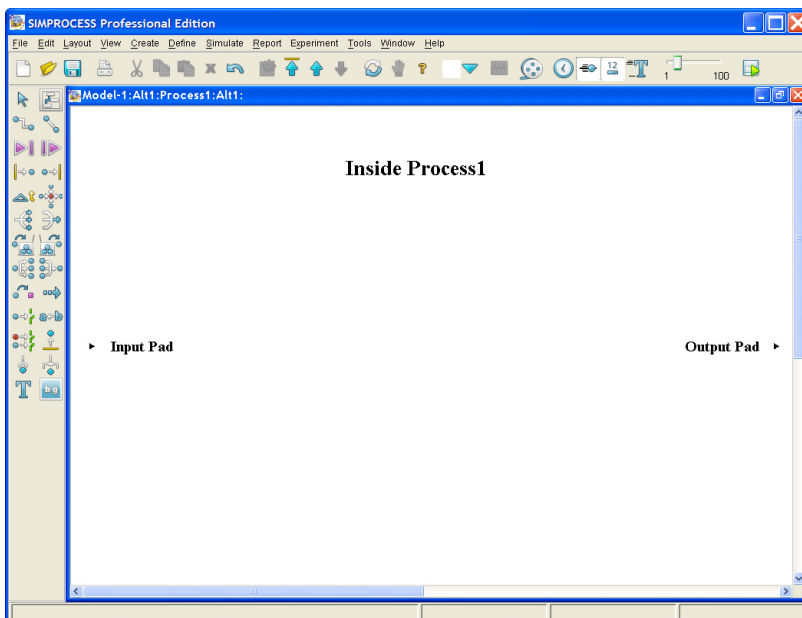 SIMPROCESS Professional Edition
File Edit Layout View Create Define Simulate Report Experiment Tools Window Help
12
T
1 100
Model-1:Alt1:Process1:Alt1:
Inside Process1
a b
Input Pad
Output Pad
T bg